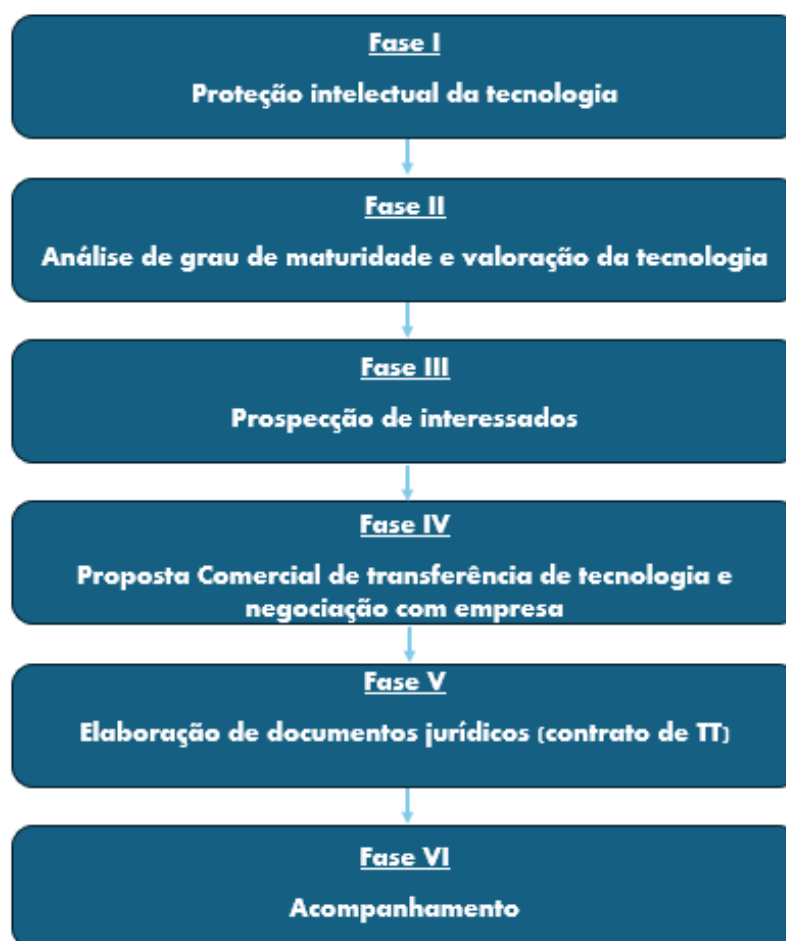 Fase I
Proteção intelectual da tecnologia
Fase II
Análise de grau de maturidade e valoração da tecnologia
Fase III
Prospecção de interessados
Fase IV
Proposta Comercial de transferência de tecnologia e
negociação com empresa
Fase V
Elaboração de documentos jurídicos (contrato de TT)
Fase VI
Acompanhamento